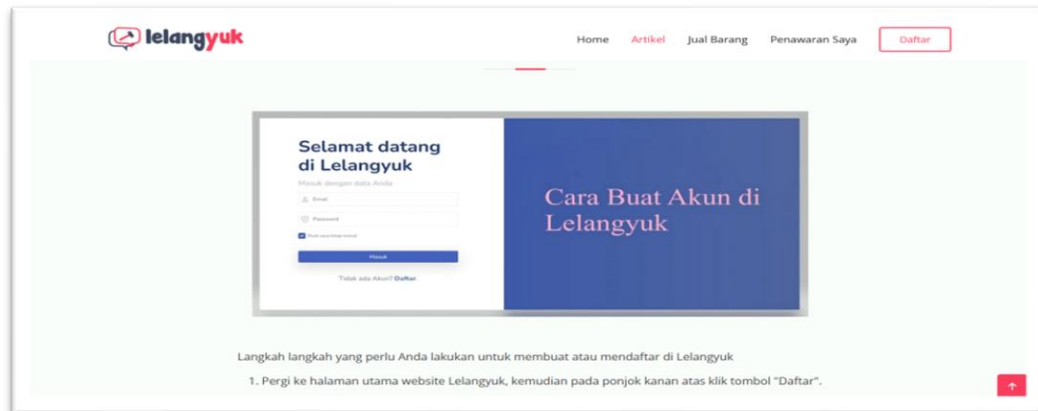 lelangyuk
Home Artikel Jual Barang Penawaran Saya Daftar
Selamat datang
di Lelangyuk
Masuk dengan data Anda
Email
Password
Masuk
Tidak ada Akun? Daftar
Cara Buat Akun di
Lelangyuk
Langkah langkah yang perlu Anda lakukan untuk membuat atau mendaftar di Lelangyuk
1. Pergi ke halaman utama website Lelangyuk, kemudian pada ponjok kanan atas klik tombol "Daftar".